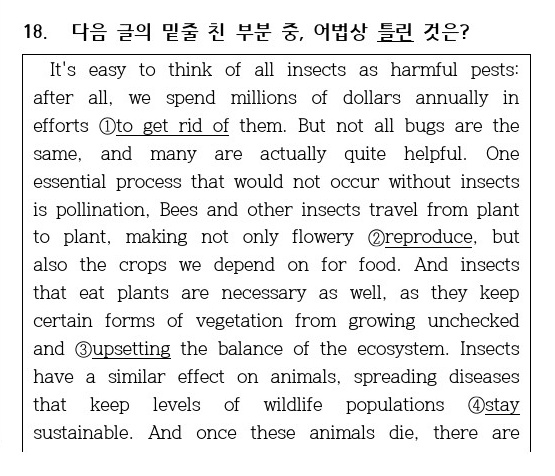 18. 다음 글의 밑줄 친 부분 중, 어법상 틀린 것은?
It's easy to think of all insects as harmful pests:
after all, we spend millions of dollars annually in
efforts ①to get rid of them. But not all bugs are the
same, and many are actually quite helpful. One
essential process that would not occur without insects
is pollination, Bees and other insects travel from plant
to plant, making not only flowery ②reproduce, but
also the crops we depend on for food. And insects
that eat plants are necessary as well, as they keep
certain forms of vegetation from growing unchecked
and ③upsetting the balance of the ecosystem. Insects
have a similar effect on animals, spreading diseases
that keep levels of wildlife populations ④stay
sustainable. And once these animals die, there are